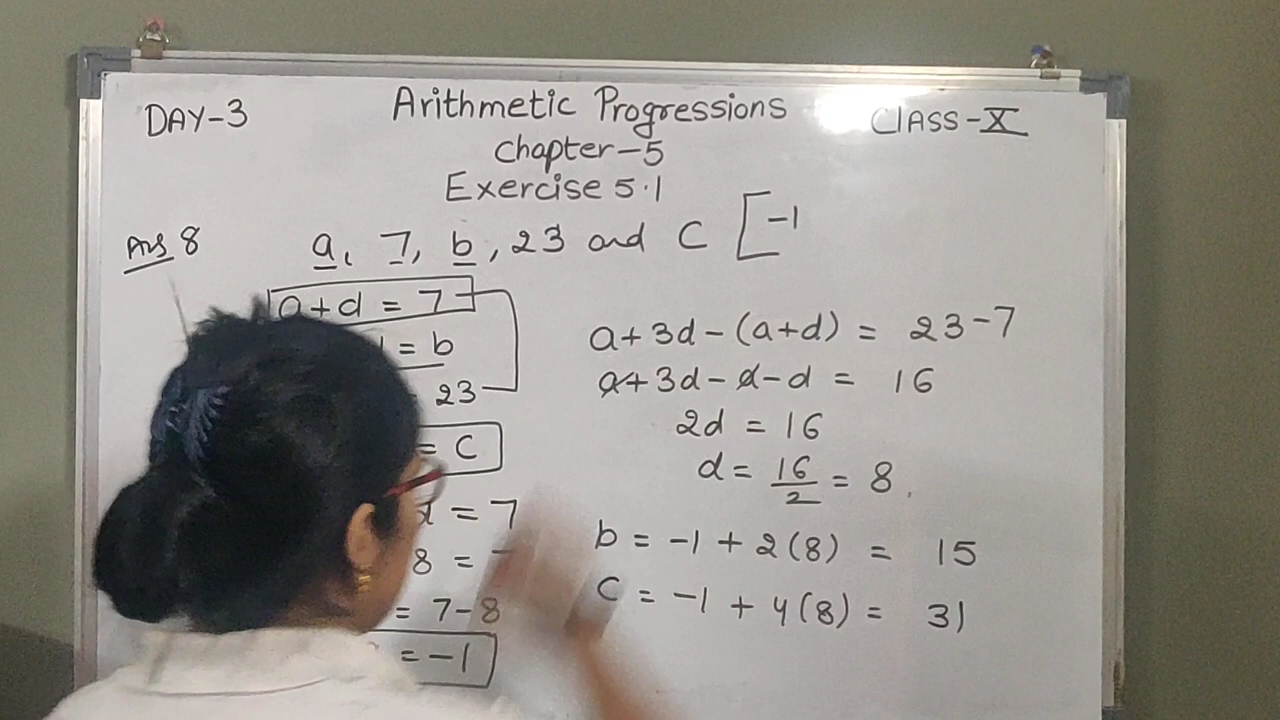 DAY-3
Arithmetic Progressions
CLASS-X
Chapter-5
Exercise 5.1
Ans 8
a, 7, b, 23 and C [-1
a+d = 7
= b
23
= C
d = 7
8 =
= 7-8
= -1
a+3d-(a+d) = 23-7
a+3d-a-d = 16
2d = 16
d = 16/2 = 8
b = -1 + 2(8) = 15
C = -1 + 4(8) = 31